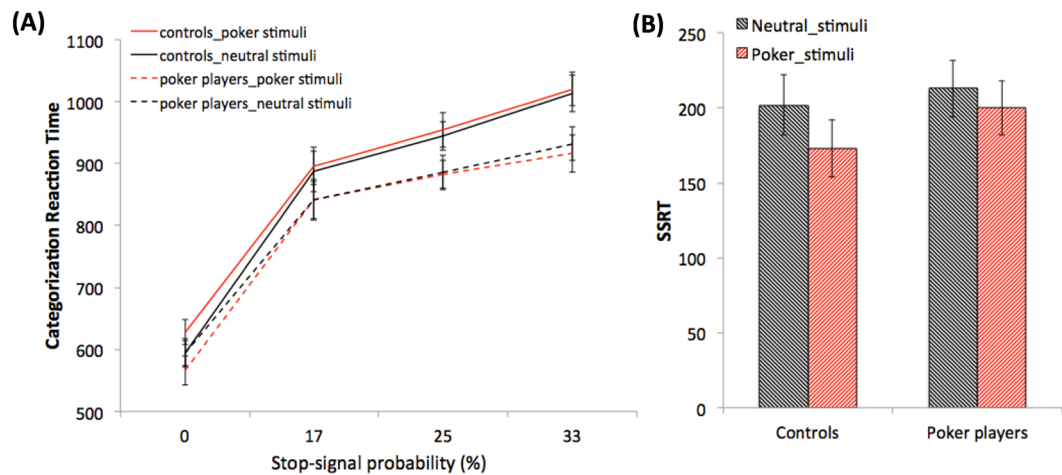 (A)
controls_poker stimuli
controls_neutral stimuli
poker players_poker stimuli
poker players_neutral stimuli
Categorization Reaction Time
1100
1000
900
800
700
600
500
0 17 25 33
Stop-signal probability (%)
(B)
Neutral_stimuli
Poker_stimuli
SSRT
250
200
150
100
50
0
Controls Poker players